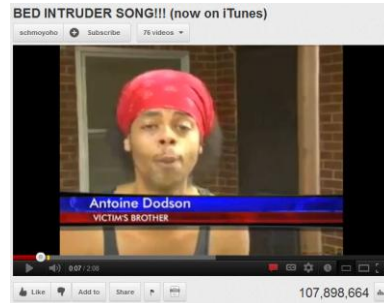 BED INTRUDER SONG!!! (now on iTunes)
schmoyoho Subscribe 76 videos
Antoine Dodson
VICTIM'S BROTHER
0:07 / 2:08
Like Add to Share
107,898,664